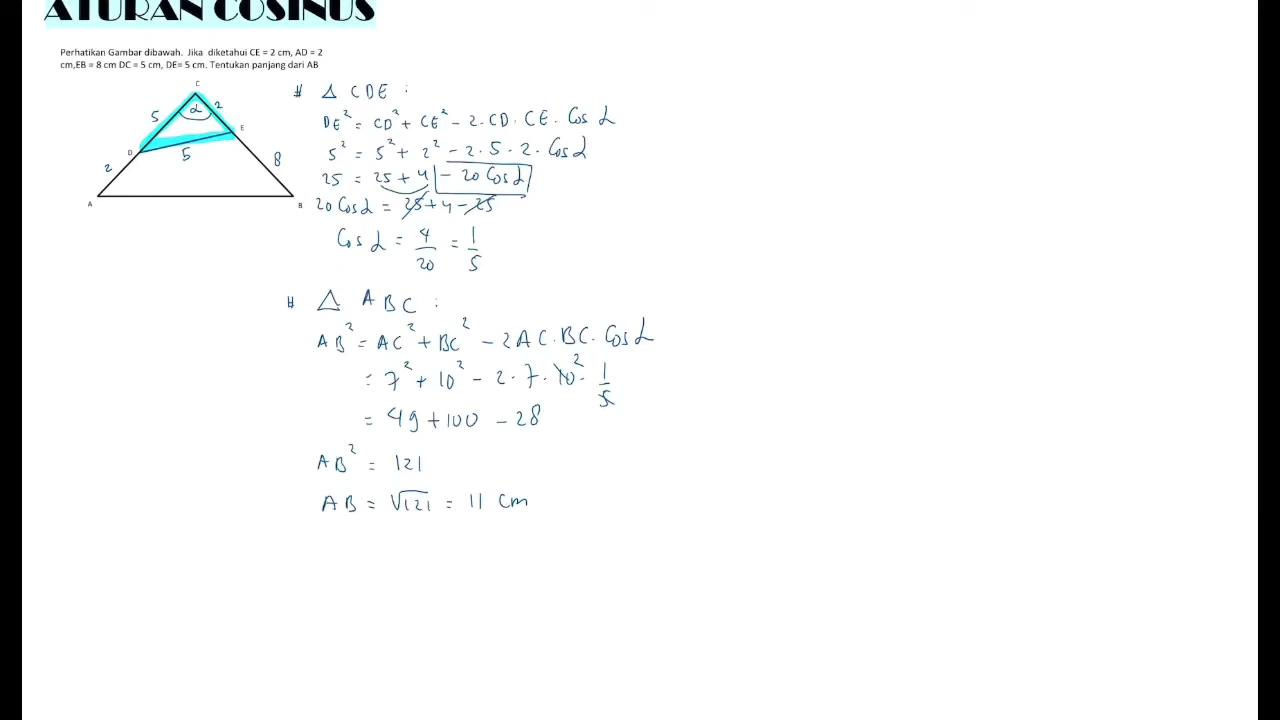 ATURAN COSINUS
Perhatikan Gambar dibawah. Jika diketahui CE = 2 cm, AD = 2
cm,EB = 8 cm DC = 5 cm, DE= 5 cm. Tentukan panjang dari AB
C
α
5
2
E
D
5
2
8
A
B
# △ CDE :
DE² = CD² + CE² - 2. CD. CE. Cos α
5² = 5² + 2² - 2. 5. 2. Cos α
25 = 25 + 4 - 20 Cos α
20 Cos α = 25 + 4 - 25
Cos α = 4/20 = 1/5
# △ ABC :
AB² = AC² + BC² - 2AC. BC. Cos α
= 7² + 10² - 2. 7. 10². 1/5
= 49 + 100 - 28
AB² = 121
AB = √121 = 11 cm